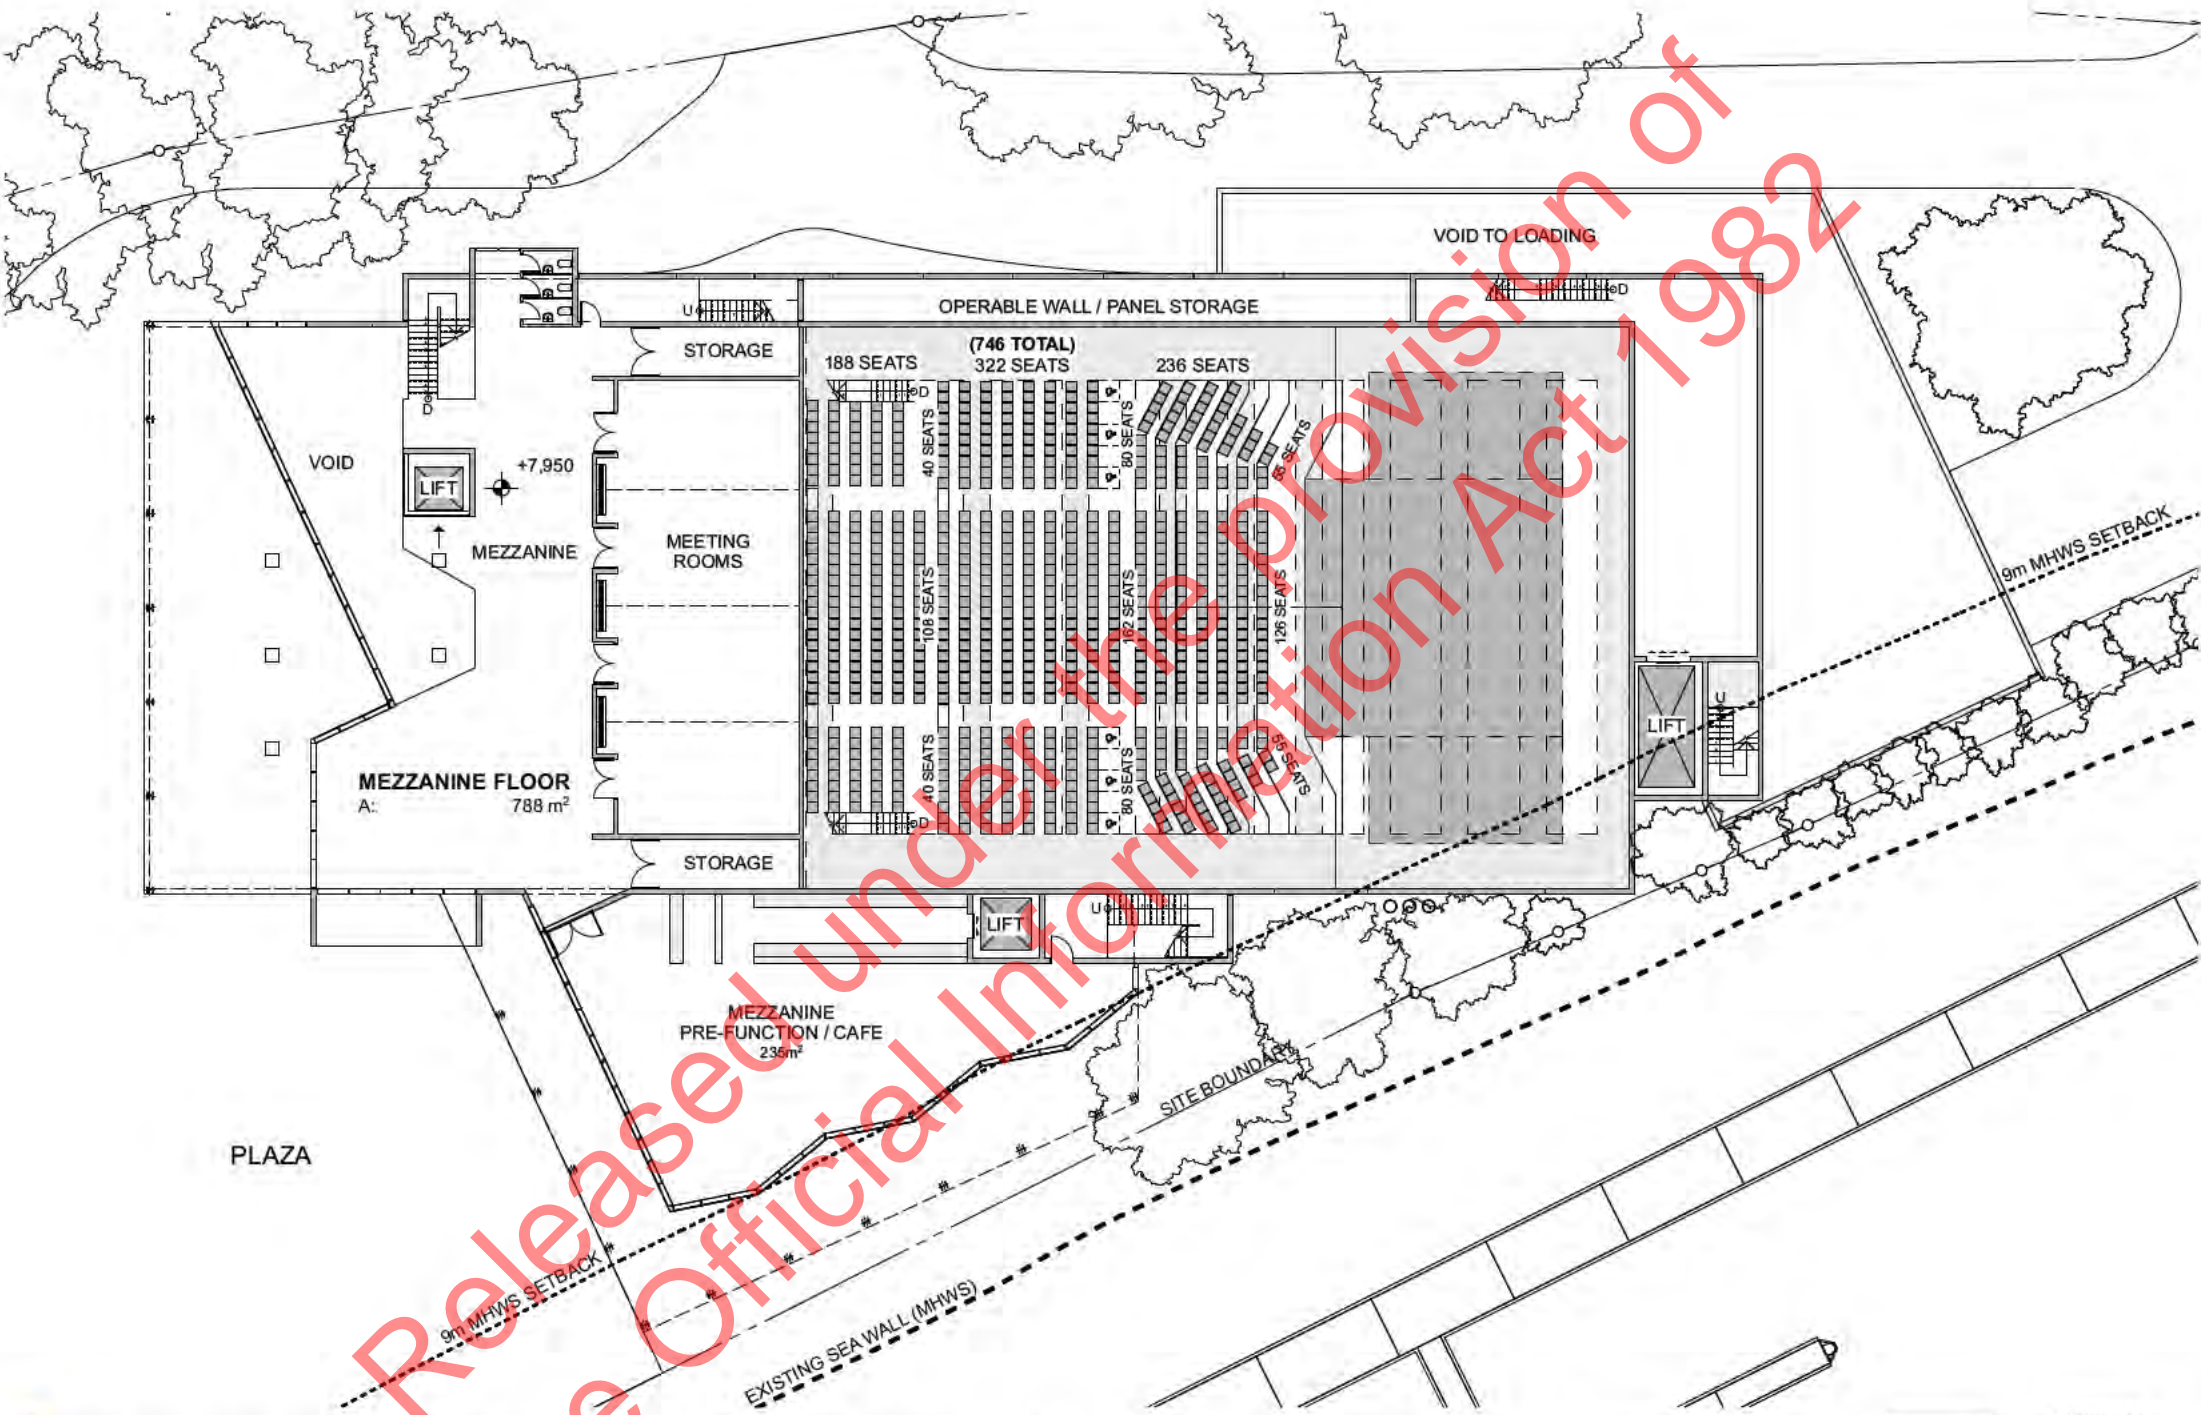 VOID TO LOADING
OPERABLE WALL / PANEL STORAGE
U
D
STORAGE
(746 TOTAL)
188 SEATS
322 SEATS
236 SEATS
D
D
40 SEATS
80 SEATS
55 SEATS
VOID
+7,950
LIFT
MEZZANINE
MEETING
ROOMS
108 SEATS
162 SEATS
126 SEATS
9m MHWS SETBACK
LIFT
U
MEZZANINE FLOOR
A: 788 m²
40 SEATS
80 SEATS
55 SEATS
D
STORAGE
LIFT
U
MEZZANINE
PRE-FUNCTION / CAFE
235m²
SITE BOUNDARY
PLAZA
9m MHWS SETBACK
EXISTING SEA WALL (MHWS)
Released under the provision of
e Official Information Act 1982